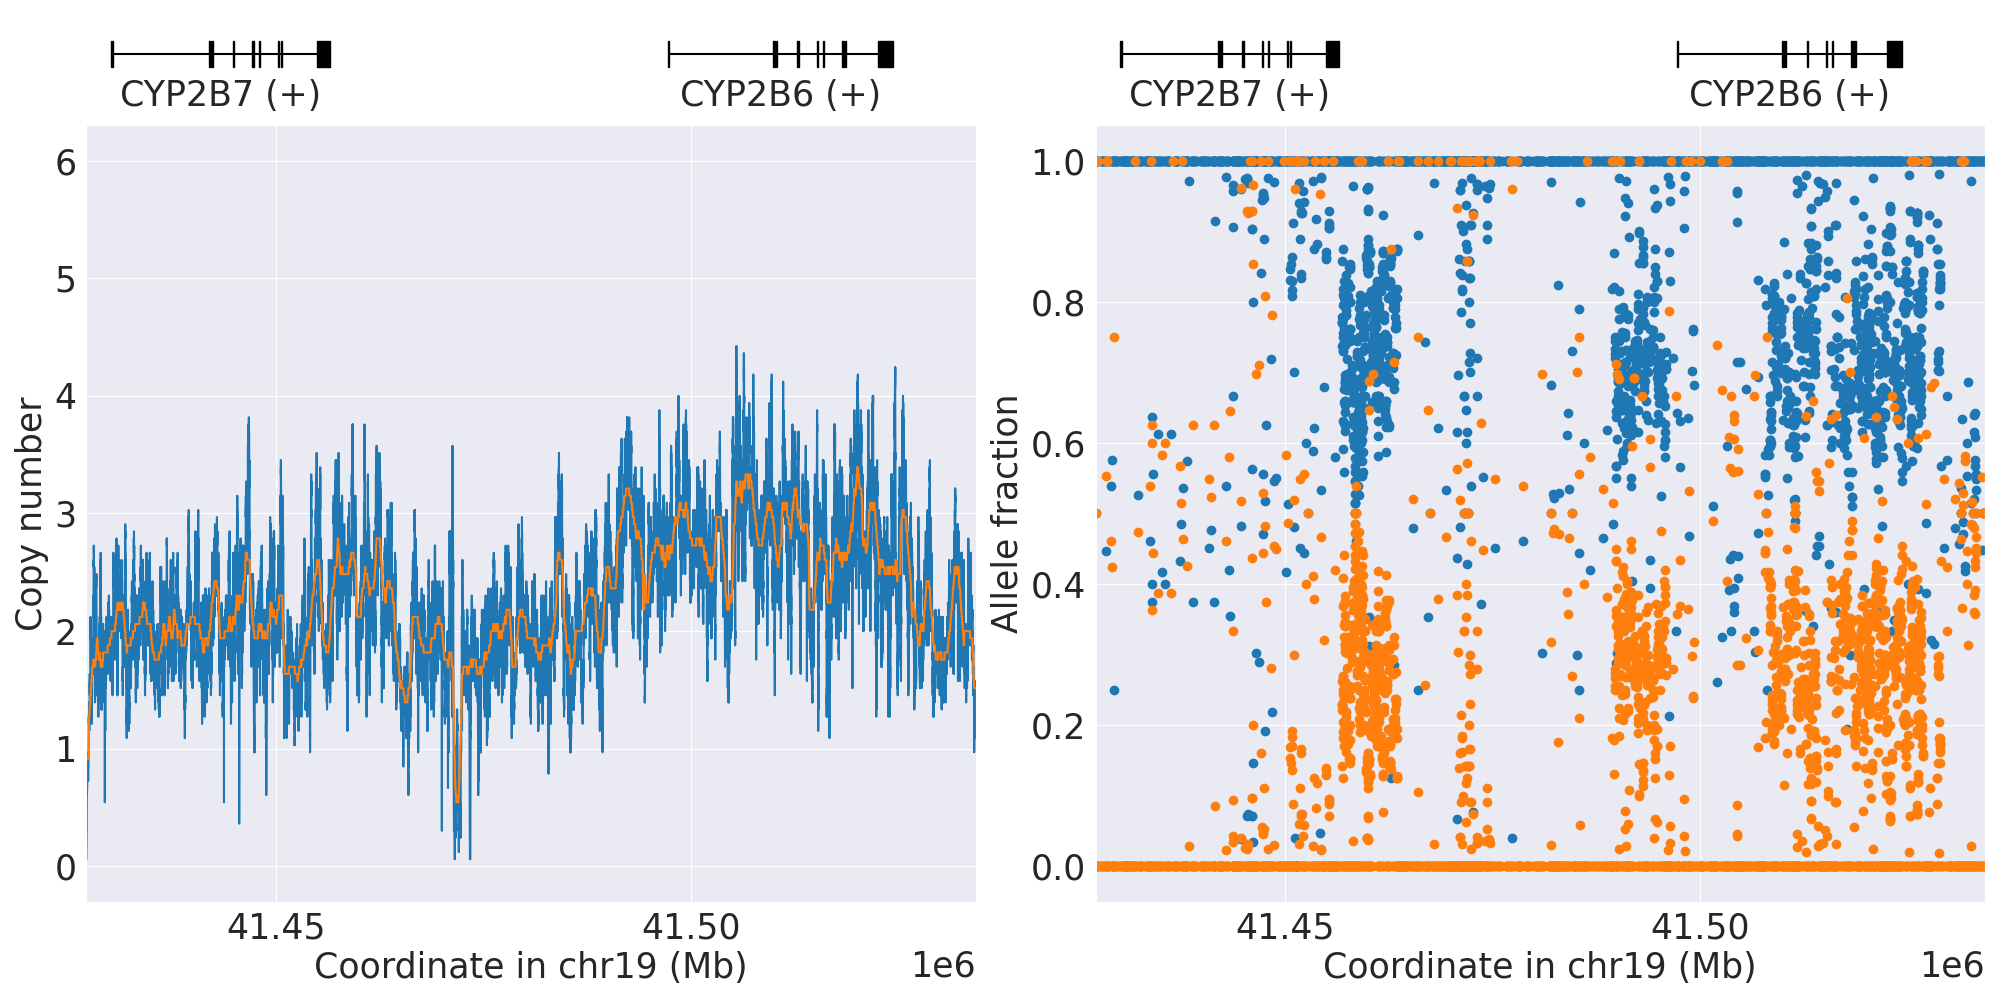 CYP2B7 (+) CYP2B6 (+)
CYP2B7 (+) CYP2B6 (+)
Copy number
6
5
4
3
2
1
0
41.45 41.50
Coordinate in chr19 (Mb) 1e6
Allele fraction
1.0
0.8
0.6
0.4
0.2
0.0
41.45 41.50
Coordinate in chr19 (Mb) 1e6